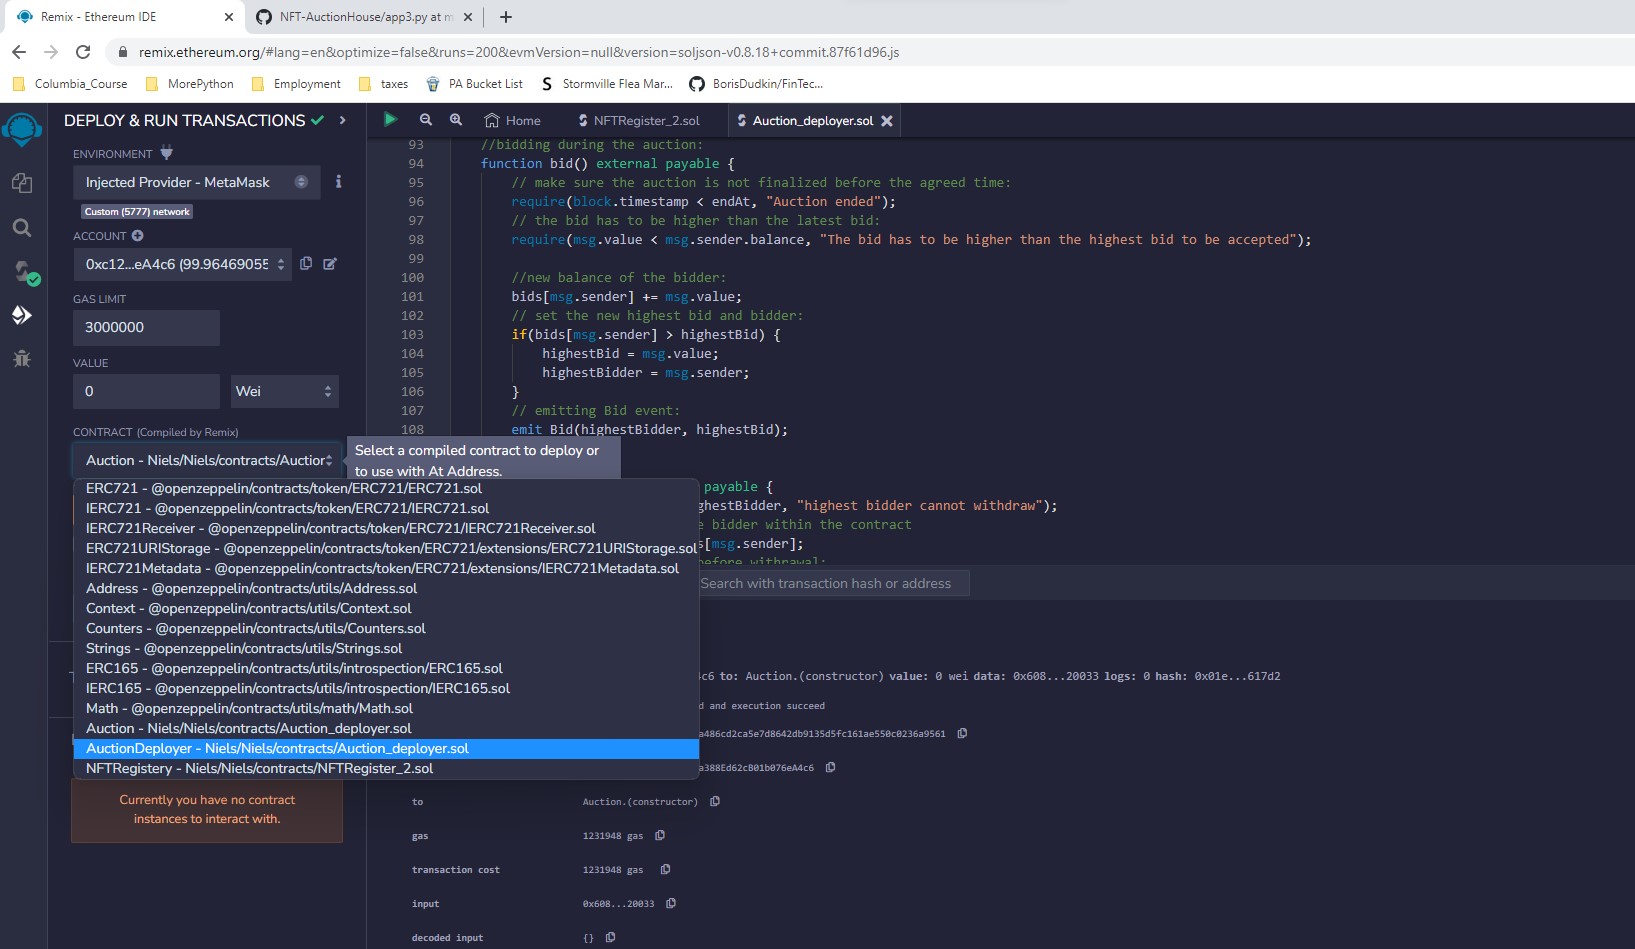 Remix - Ethereum IDE
NFT-AuctionHouse/app3.py at m
remix.ethereum.org/#lang=en&optimize=false&runs=200&evmVersion=null&version=soljson-v0.8.18+commit.87f61d96.js
Columbia_Course
MorePython
Employment
taxes
PA Bucket List
Stormville Flea Mar...
BorisDudkin/FinTec...
DEPLOY & RUN TRANSACTIONS
ENVIRONMENT
Injected Provider - MetaMask
Custom (5777) network
ACCOUNT
0xc12...eA4c6 (99.96469055
GAS LIMIT
3000000
VALUE
0
Wei
CONTRACT (Compiled by Remix)
Auction - Niels/Niels/contracts/Auction
Select a compiled contract to deploy or
to use with At Address.
ERC721 - @openzeppelin/contracts/token/ERC721/ERC721.sol
IERC721 - @openzeppelin/contracts/token/ERC721/IERC721.sol
IERC721Receiver - @openzeppelin/contracts/token/ERC721/IERC721Receiver.sol
ERC721URIStorage - @openzeppelin/contracts/token/ERC721/extensions/ERC721URIStorage.sol
IERC721Metadata - @openzeppelin/contracts/token/ERC721/extensions/IERC721Metadata.sol
Address - @openzeppelin/contracts/utils/Address.sol
Context - @openzeppelin/contracts/utils/Context.sol
Counters - @openzeppelin/contracts/utils/Counters.sol
Strings - @openzeppelin/contracts/utils/Strings.sol
ERC165 - @openzeppelin/contracts/utils/introspection/ERC165.sol
IERC165 - @openzeppelin/contracts/utils/introspection/IERC165.sol
Math - @openzeppelin/contracts/utils/math/Math.sol
Auction - Niels/Niels/contracts/Auction_deployer.sol
AuctionDeployer - Niels/Niels/contracts/Auction_deployer.sol
NFTRegistery - Niels/Niels/contracts/NFTRegister_2.sol
Currently you have no contract
instances to interact with.
Home
NFTRegister_2.sol
Auction_deployer.sol
93 //bidding during the auction:
94 function bid() external payable {
95 // make sure the auction is not finalized before the agreed time:
96 require(block.timestamp < endAt, "Auction ended");
97 // the bid has to be higher than the latest bid:
98 require(msg.value < msg.sender.balance, "The bid has to be higher than the highest bid to be accepted");
99
100 //new balance of the bidder:
101 bids[msg.sender] += msg.value;
102 // set the new highest bid and bidder:
103 if(bids[msg.sender] > highestBid) {
104 highestBid = msg.value;
105 highestBidder = msg.sender;
106 }
107 // emitting Bid event:
108 emit Bid(highestBidder, highestBid);
payable {
ghestBidder, "highest bidder cannot withdraw");
e bidder within the contract
s[msg.sender];
before withrawal:
Search with transaction hash or address
4c6 to: Auction.(constructor) value: 0 wei data: 0x608...20033 logs: 0 hash: 0x01e...617d2
d and execution succeed
a486cd2ca5e7d8642db9135d5fc161ae550c0236a9561
a388Ed62cB01b076eA4c6
to Auction.(constructor)
gas 1231948 gas
transaction cost 1231948 gas
input 0x608...20033
decoded input {}